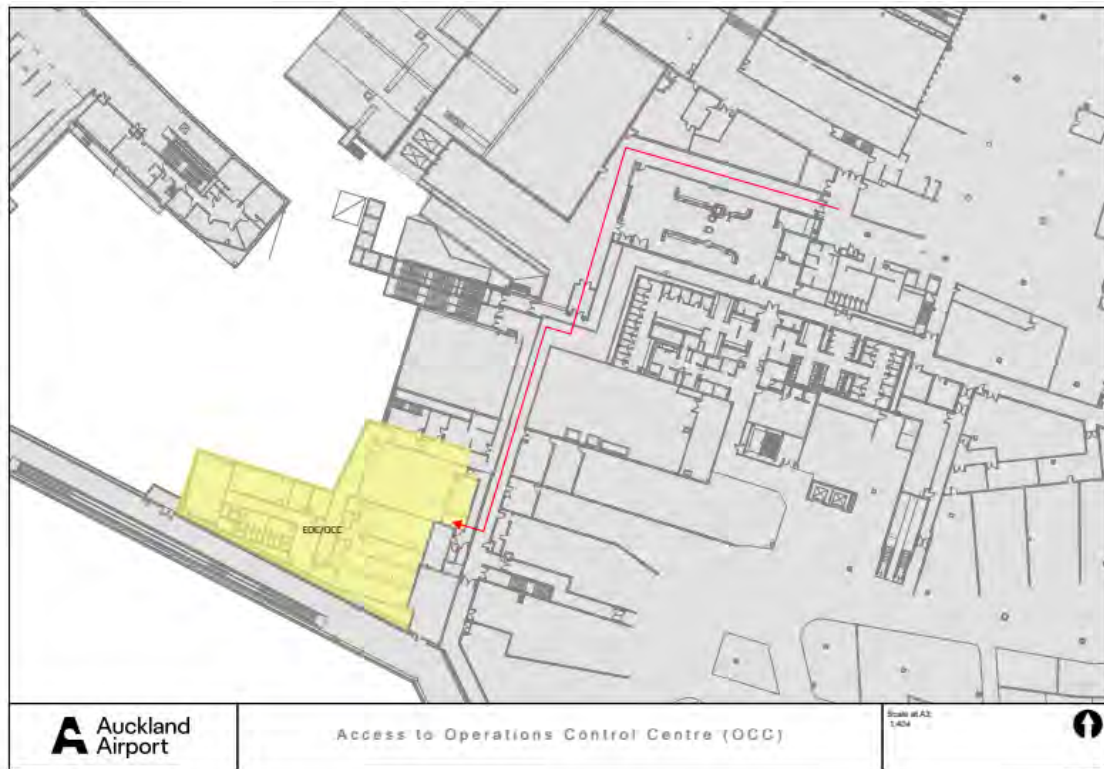 EOC/OCC
Auckland
Airport
Access to Operations Control Centre (OCC)
Scale at A3: